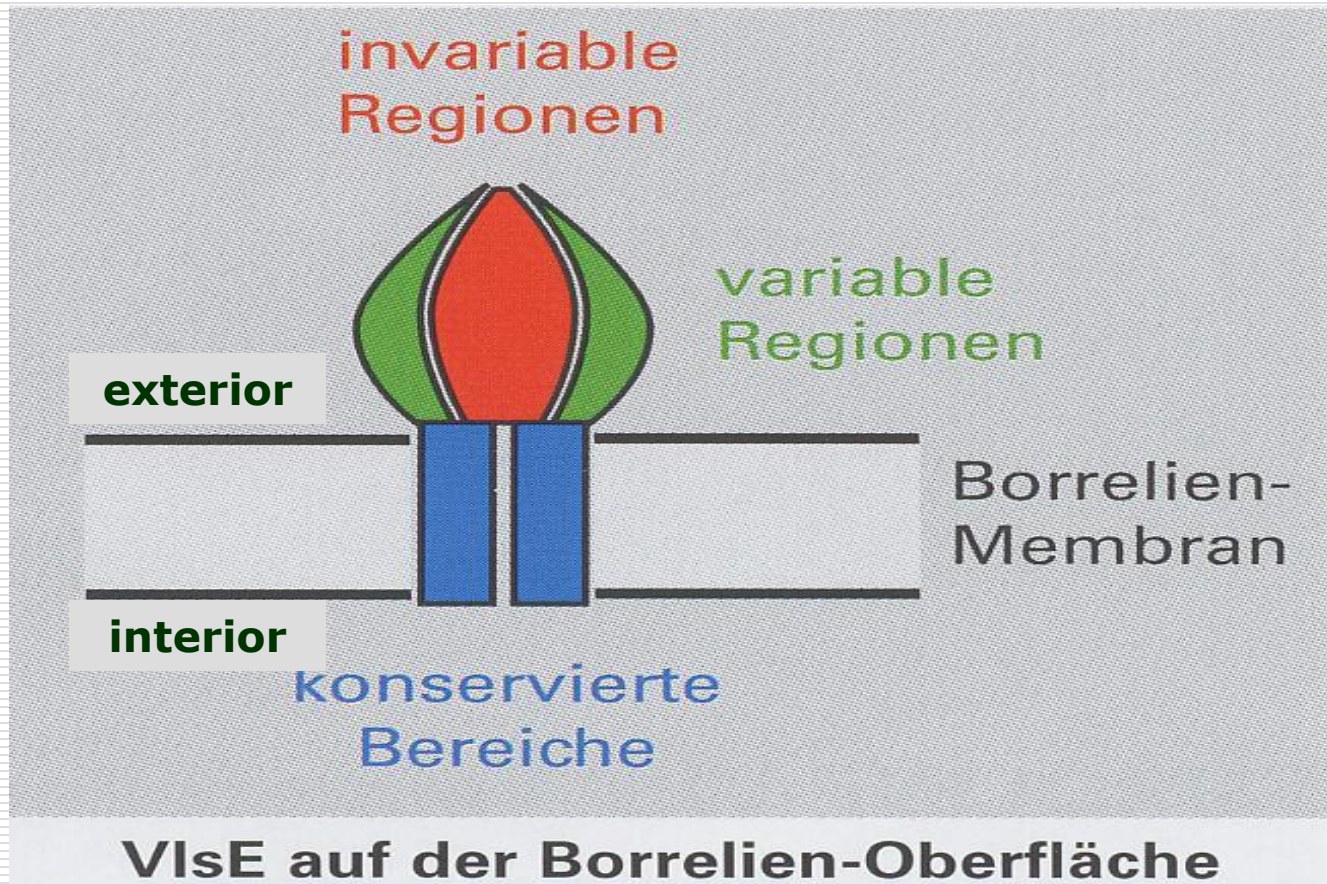 invariable
Regionen
variable
Regionen
exterior
Borrelien-
Membran
interior
konservierte
Bereiche
VlsE auf der Borrelien-Oberfläche